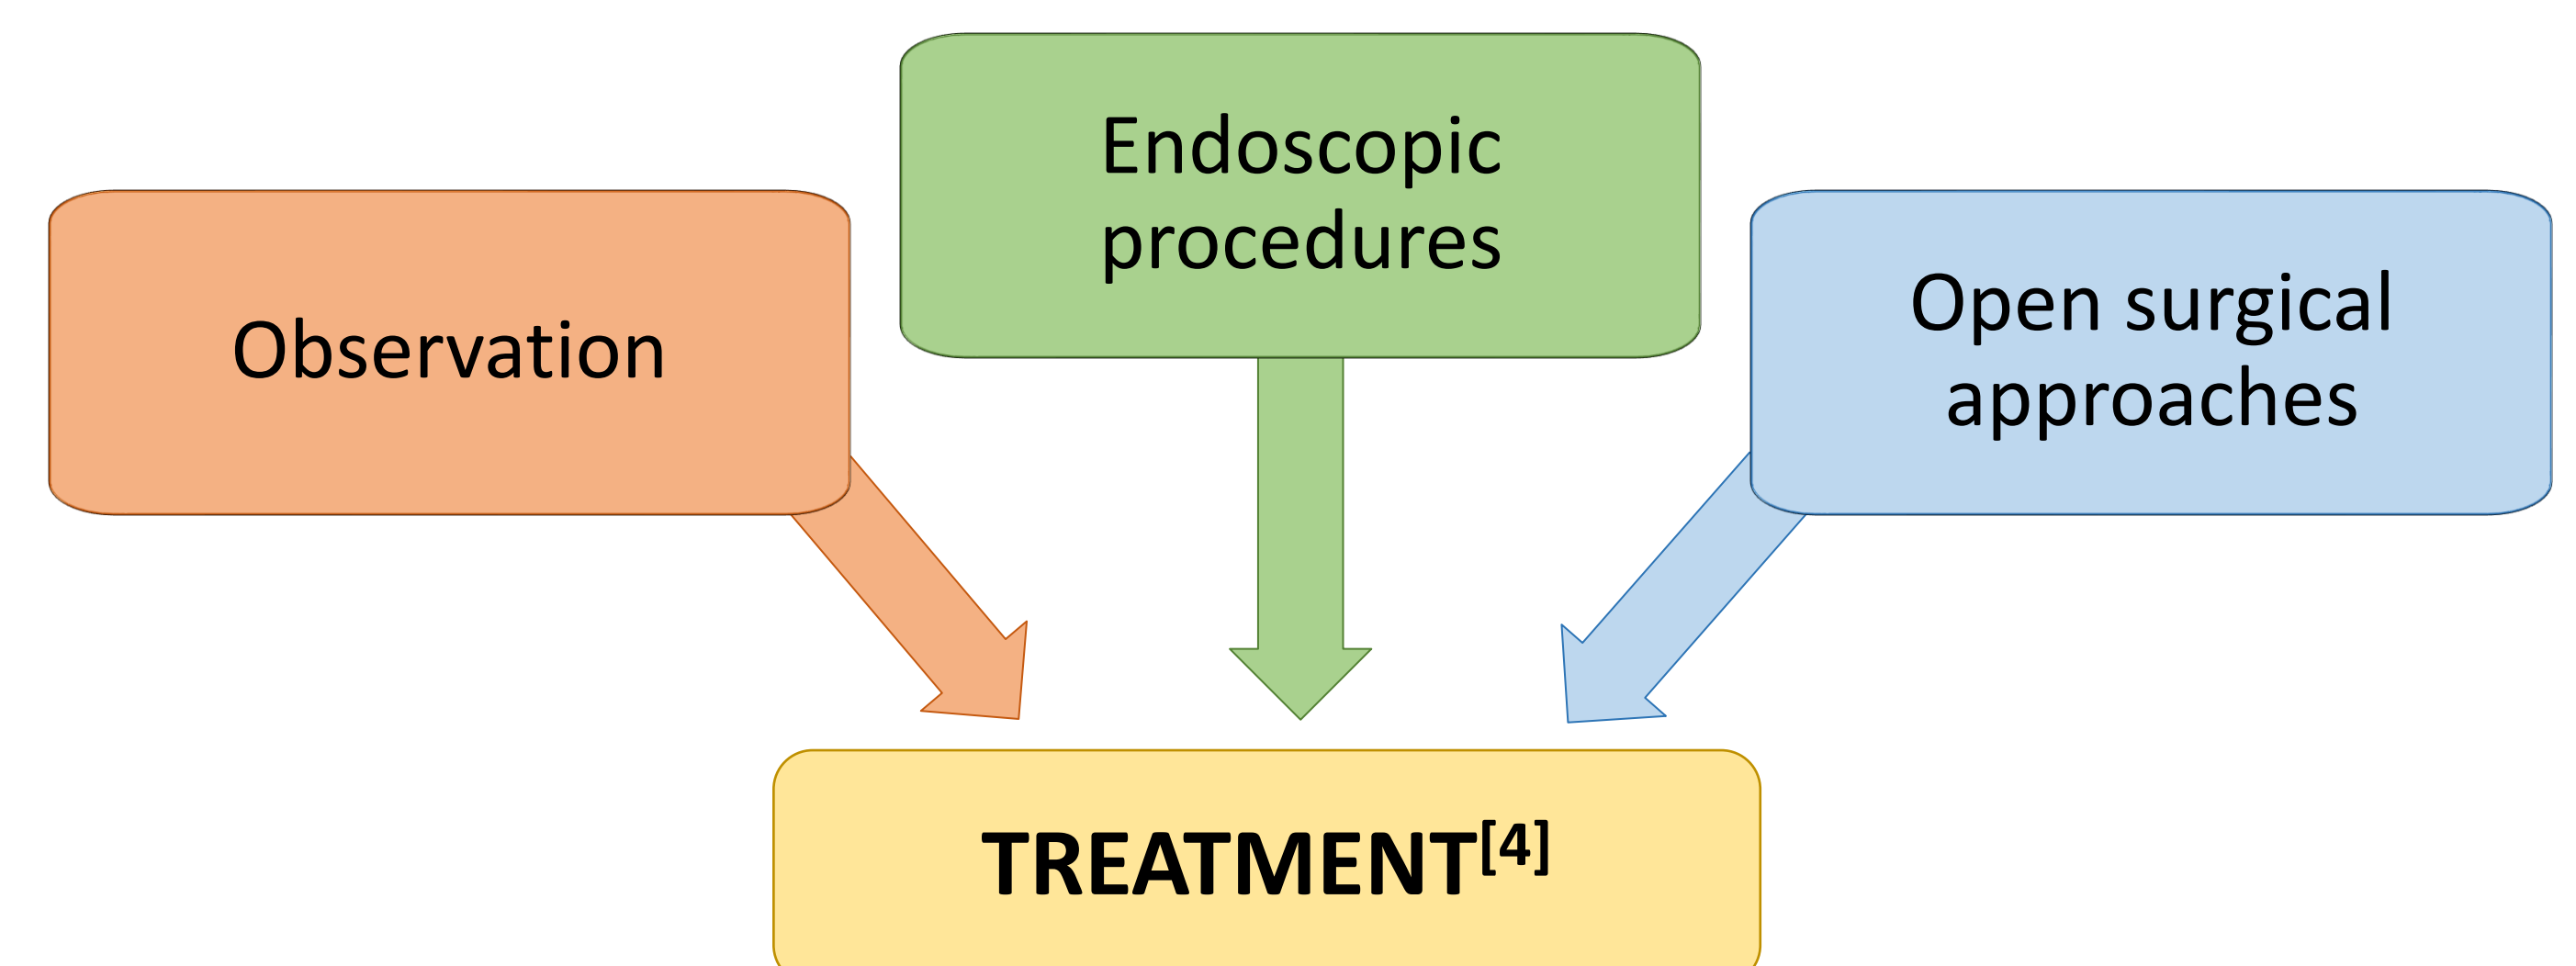 Observation
Endoscopic
procedures
Open surgical
approaches
TREATMENT[4]